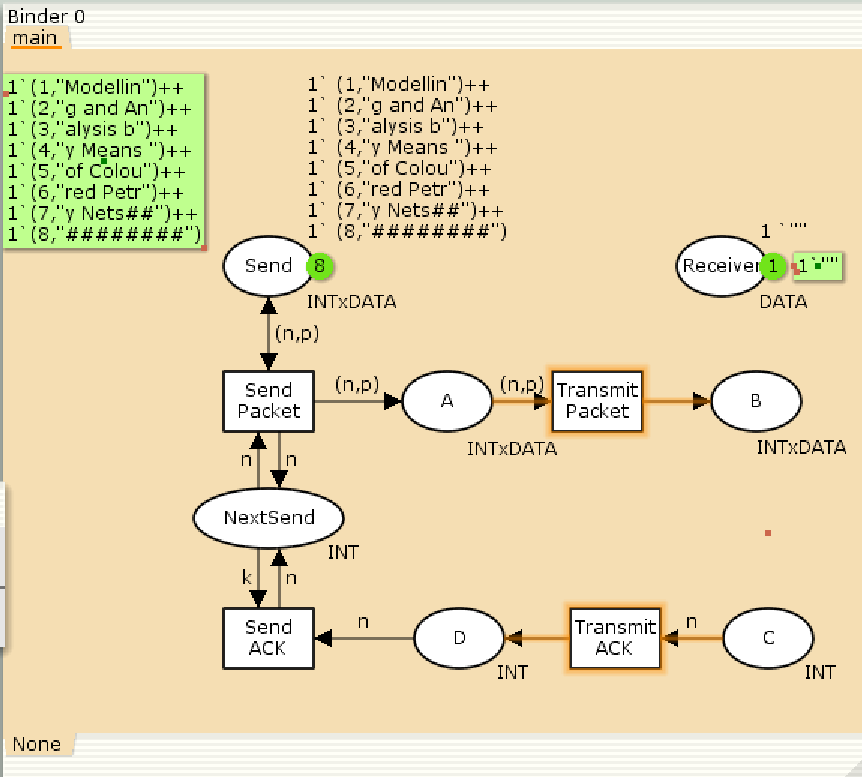 Binder 0
main
1`(1,"Modellin")++
1`(2,"g and An")++
1`(3,"alysis b")++
1`(4,"y Means ")++
1`(5,"of Colou")++
1`(6,"red Petr")++
1`(7,"y Nets##")++
1`(8,"########")
1` (1,"Modellin")++
1` (2,"g and An")++
1` (3,"alysis b")++
1` (4,"y Means ")++
1` (5,"of Colou")++
1` (6,"red Petr")++
1` (7,"y Nets##")++
1` (8,"########")
1`""
Send
8
INTxDATA
Receiver
1
1`""
DATA
(n,p)
Send
Packet
(n,p)
A
INTxDATA
(n,p)
Transmit
Packet
B
INTxDATA
n
n
NextSend
INT
k
n
Send
ACK
n
D
INT
Transmit
ACK
n
C
INT
None